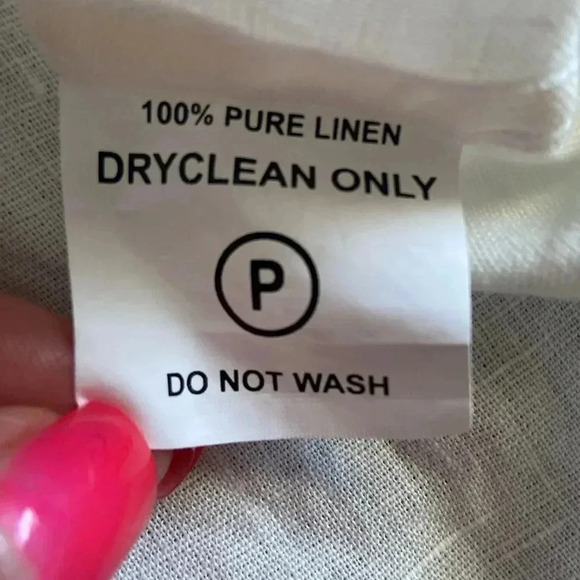 100% PURE LINEN
DRYCLEAN ONLY
P
DO NOT WASH